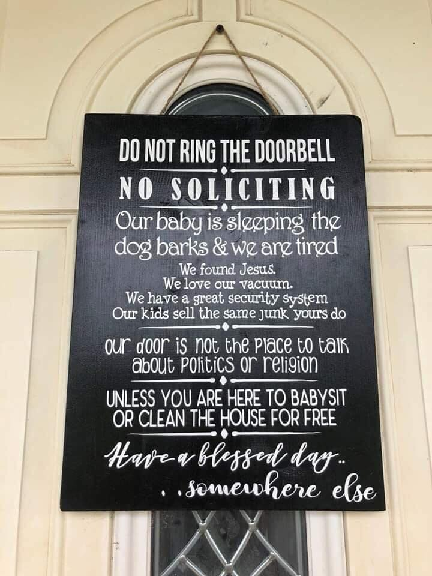 DO NOT RING THE DOORBELL
NO SOLICITING
Our baby is sleeping the
dog barks & we are tired
We found Jesus.
We love our vacuum.
We have a great security system
Our kids sell the same junk yours do
our door is not the place to talk
about politics or religion
UNLESS YOU ARE HERE TO BABYSIT
OR CLEAN THE HOUSE FOR FREE
Have a blessed day..
..somewhere else